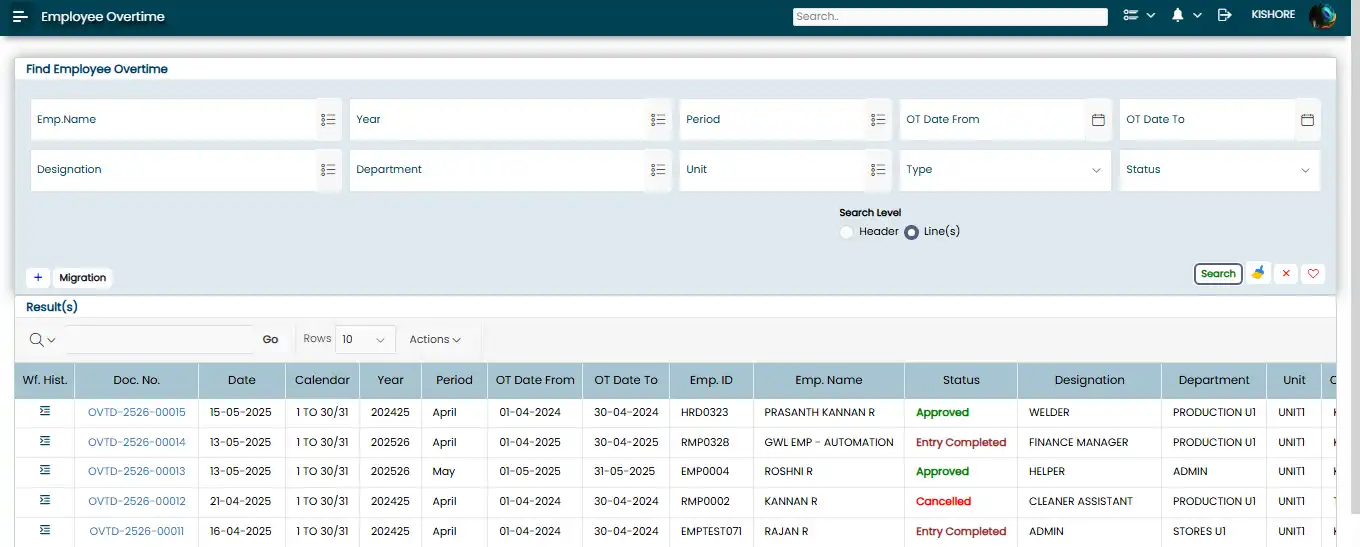 Employee Overtime Search.. KISHORE
Find Employee Overtime
Emp.Name Year Period OT Date From OT Date To
Designation Department Unit Type Status
Search Level
Header Line(s)
+ Migration Search
Result(s)
Go Rows 10 Actions
Wf. Hist. Doc. No. Date Calendar Year Period OT Date From OT Date To Emp. ID Emp. Name Status Designation Department Unit
OVTD-2526-00015 15-05-2025 1 TO 30/31 202425 April 01-04-2024 30-04-2024 HRD0323 PRASANTH KANNAN R Approved WELDER PRODUCTION U1 UNIT1
OVTD-2526-00014 13-05-2025 1 TO 30/31 202526 April 01-04-2025 30-04-2025 RMP0328 GWL EMP - AUTOMATION Entry Completed FINANCE MANAGER PRODUCTION U1 UNIT1
OVTD-2526-00013 13-05-2025 1 TO 30/31 202526 May 01-05-2025 31-05-2025 EMP0004 ROSHNI R Approved HELPER ADMIN UNIT1
OVTD-2526-00012 21-04-2025 1 TO 30/31 202425 April 01-04-2024 30-04-2024 RMP0002 KANNAN R Cancelled CLEANER ASSISTANT PRODUCTION U1 UNIT1
OVTD-2526-00011 16-04-2025 1 TO 30/31 202425 April 01-04-2024 30-04-2024 EMPTEST071 RAJAN R Entry Completed ADMIN STORES U1 UNIT1